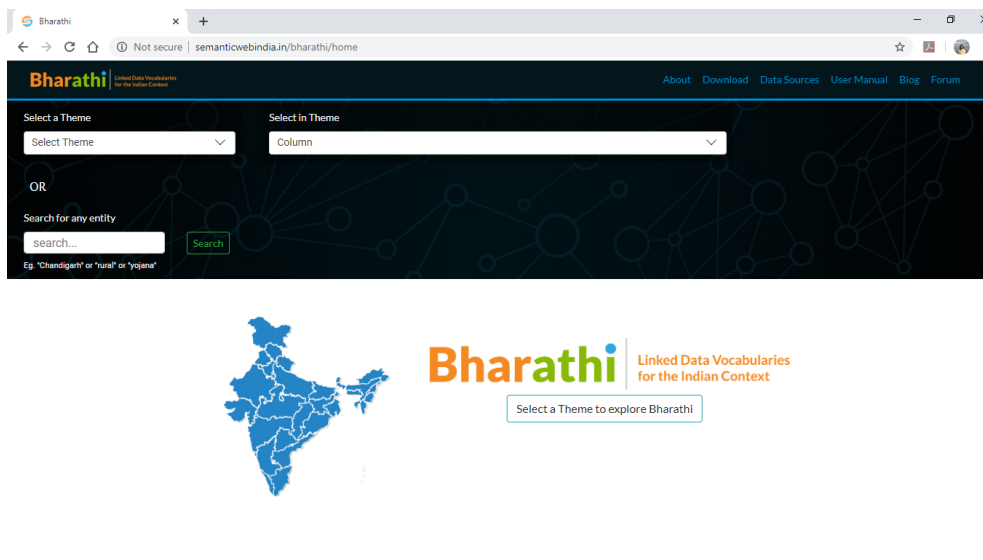 Bharathi
Not secure | semanticwebindia.in/bharathi/home
Bharathi Linked Data Vocabularies
for the Indian Context
About Download Data Sources User Manual Blog Forum
Select a Theme Select in Theme
Select Theme Column
OR
Search for any entity
search... Search
Eg. "Chandigarh" or "rural" or "yojana"
Bharathi Linked Data Vocabularies
for the Indian Context
Select a Theme to explore Bharathi